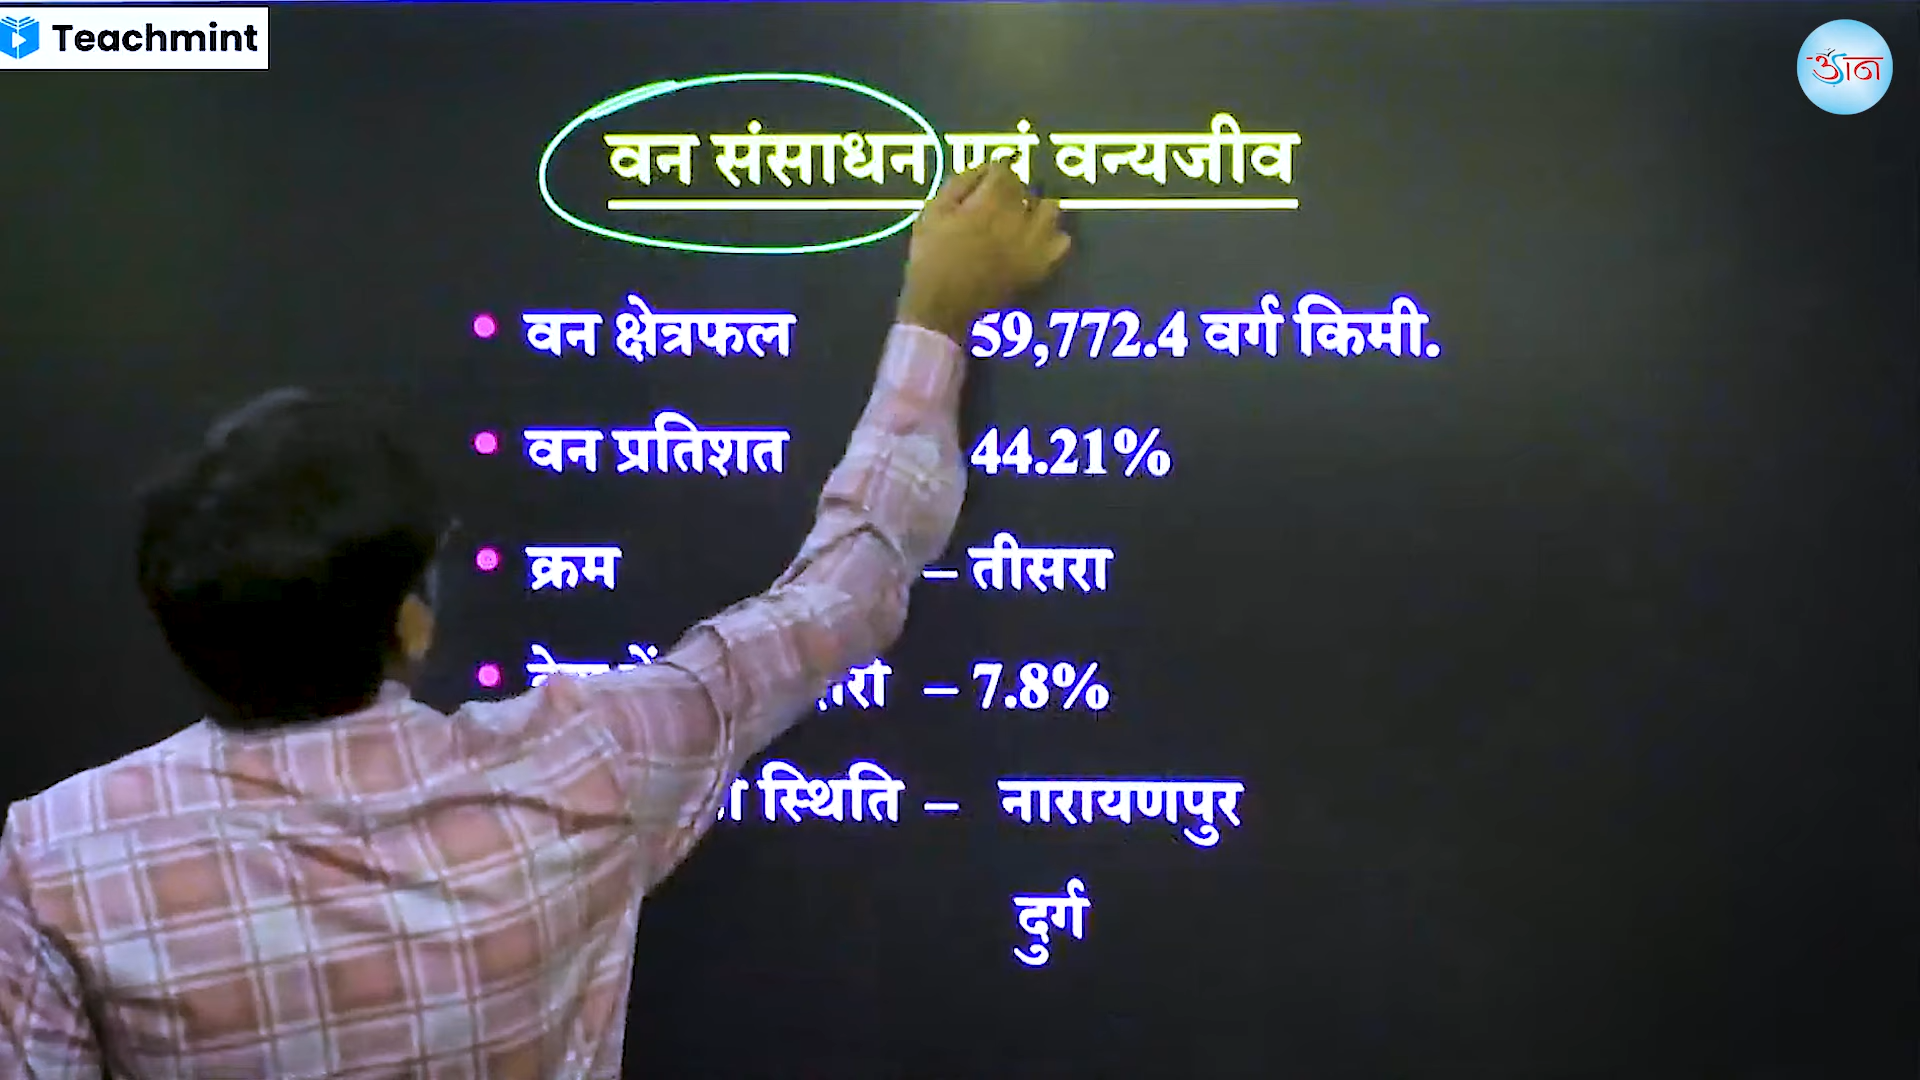 Teachmint
वन संसाधन एवं वन्यजीव
• वन क्षेत्रफल 59,772.4 वर्ग किमी.
• वन प्रतिशत 44.21%
• क्रम – तीसरा
• – 7.8%
स्थिति – नारायणपुर
दुर्ग